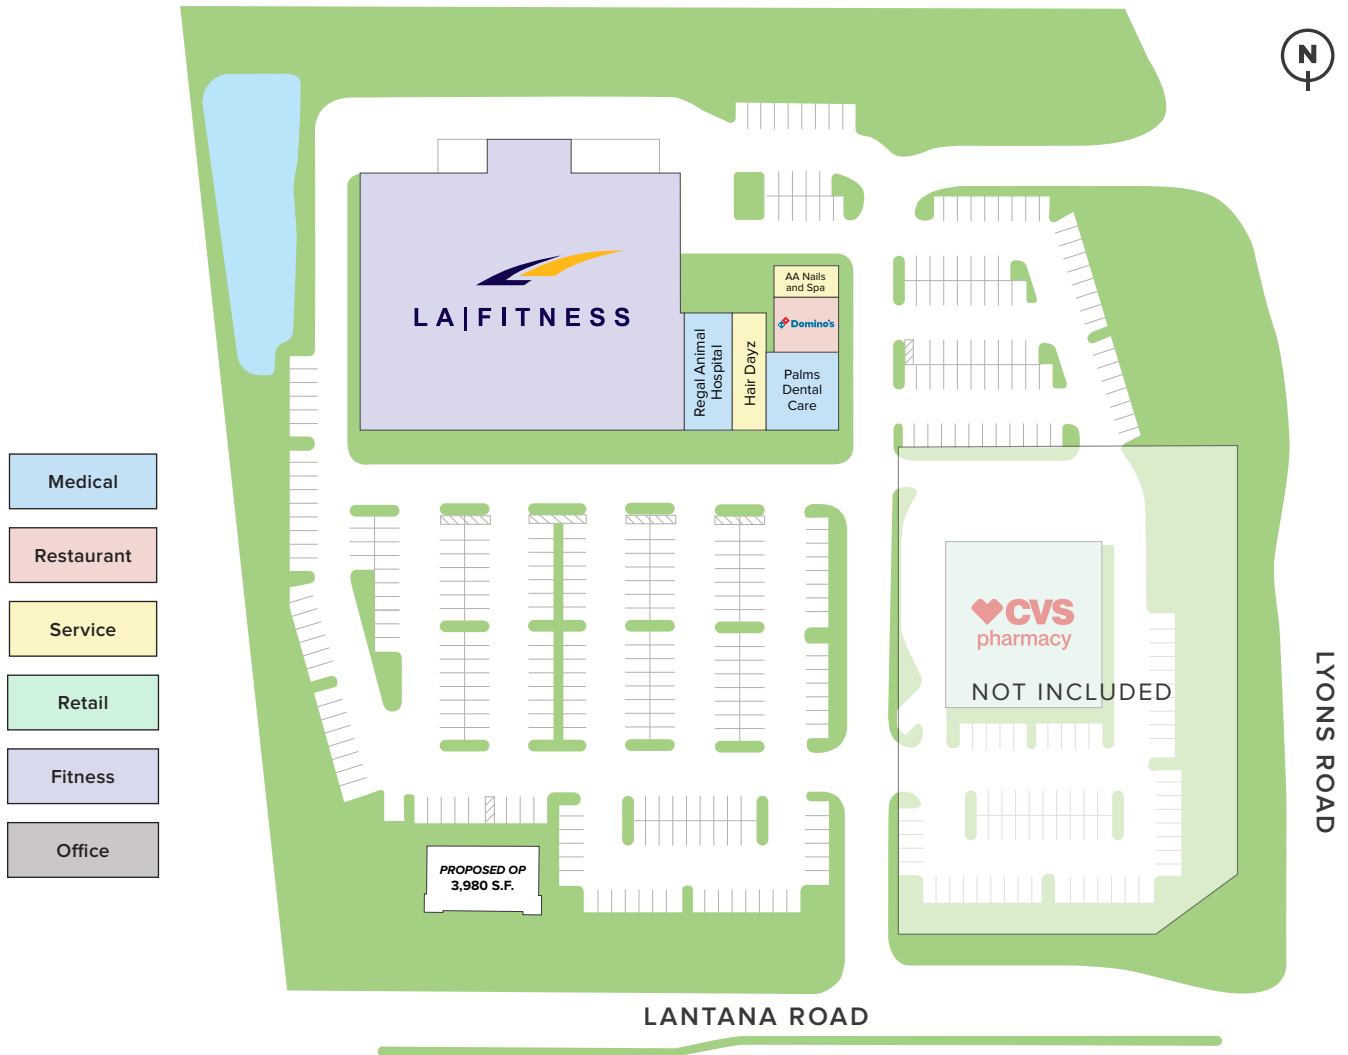 N
AA Nails
and Spa
Domino's
LA|FITNESS
Regal Animal
Hospital
Hair Dayz
Palms
Dental
Care
Medical
Restaurant
Service
Retail
Fitness
Office
CVS
pharmacy
NOT INCLUDED
LYONS ROAD
PROPOSED OP
3,980 S.F.
LANTANA ROAD